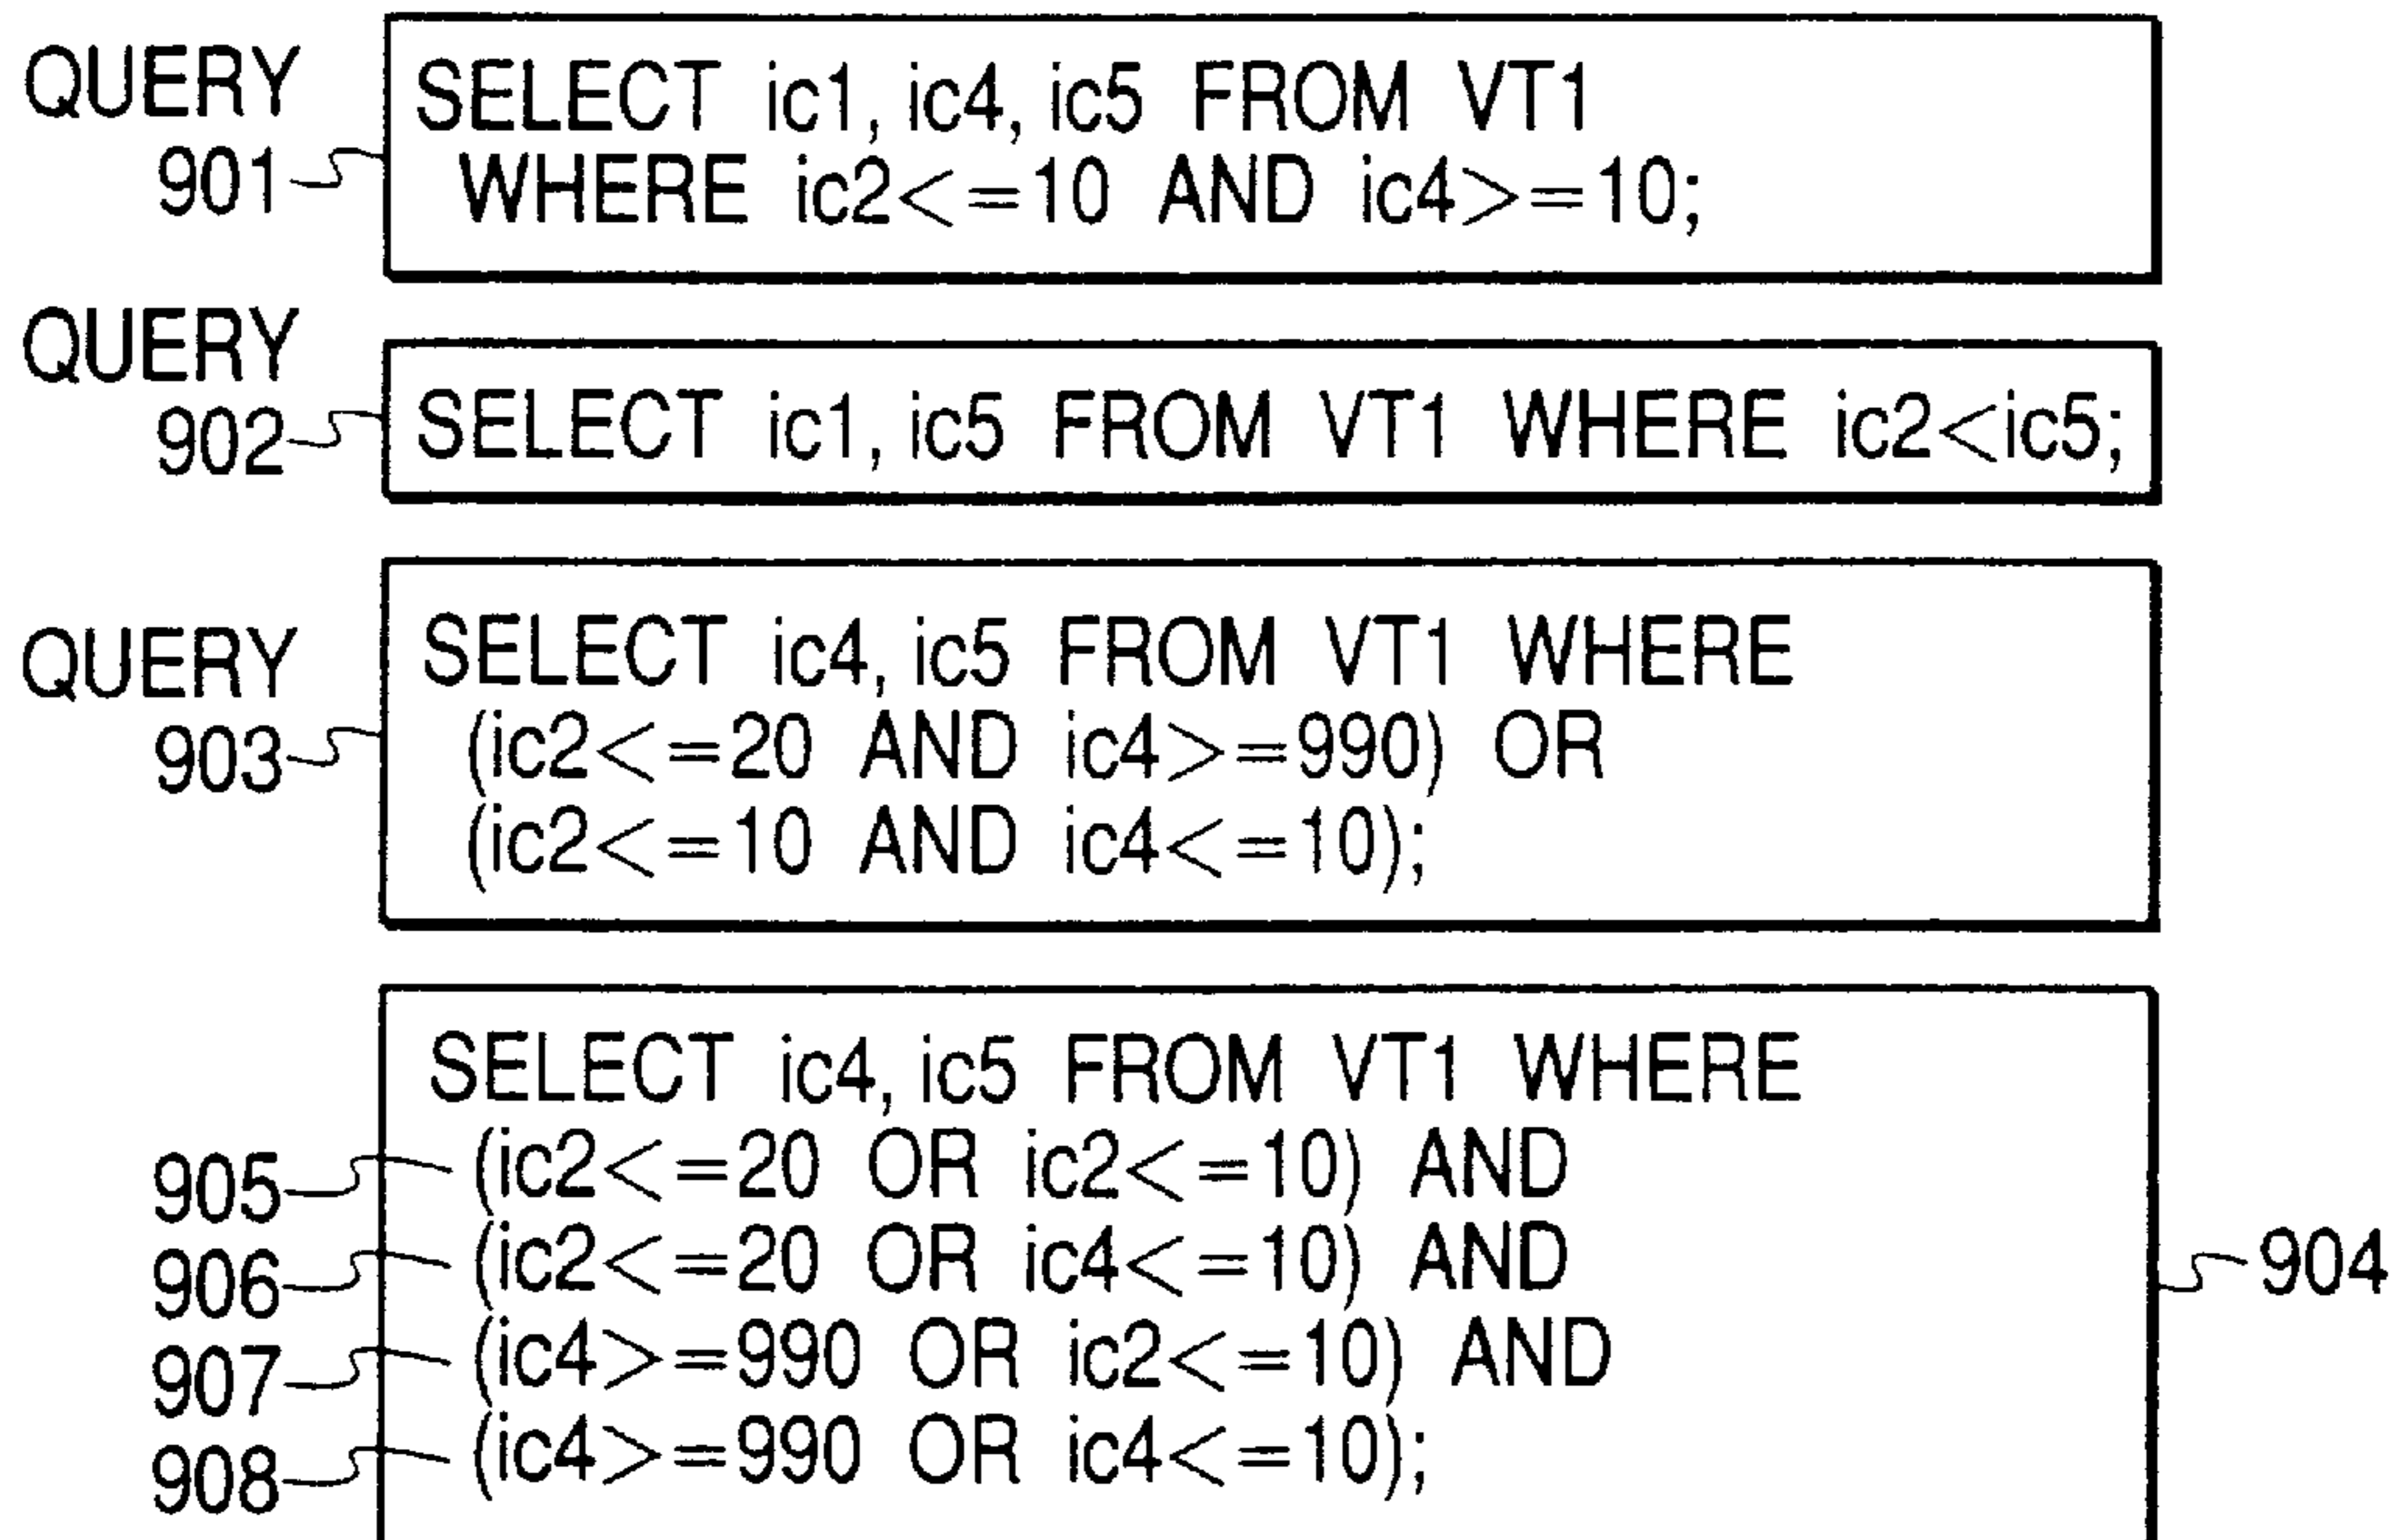 QUERY
901
SELECT ic1, ic4, ic5 FROM VT1
WHERE ic2<=10 AND ic4>=10;
QUERY
902
SELECT ic1, ic5 FROM VT1 WHERE ic2<ic5;
QUERY
903
SELECT ic4, ic5 FROM VT1 WHERE
(ic2<=20 AND ic4>=990) OR
(ic2<=10 AND ic4<=10);
SELECT ic4, ic5 FROM VT1 WHERE
905 (ic2<=20 OR ic2<=10) AND
906 (ic2<=20 OR ic4<=10) AND
904
907 (ic4>=990 OR ic2<=10) AND
908 (ic4>=990 OR ic4<=10);